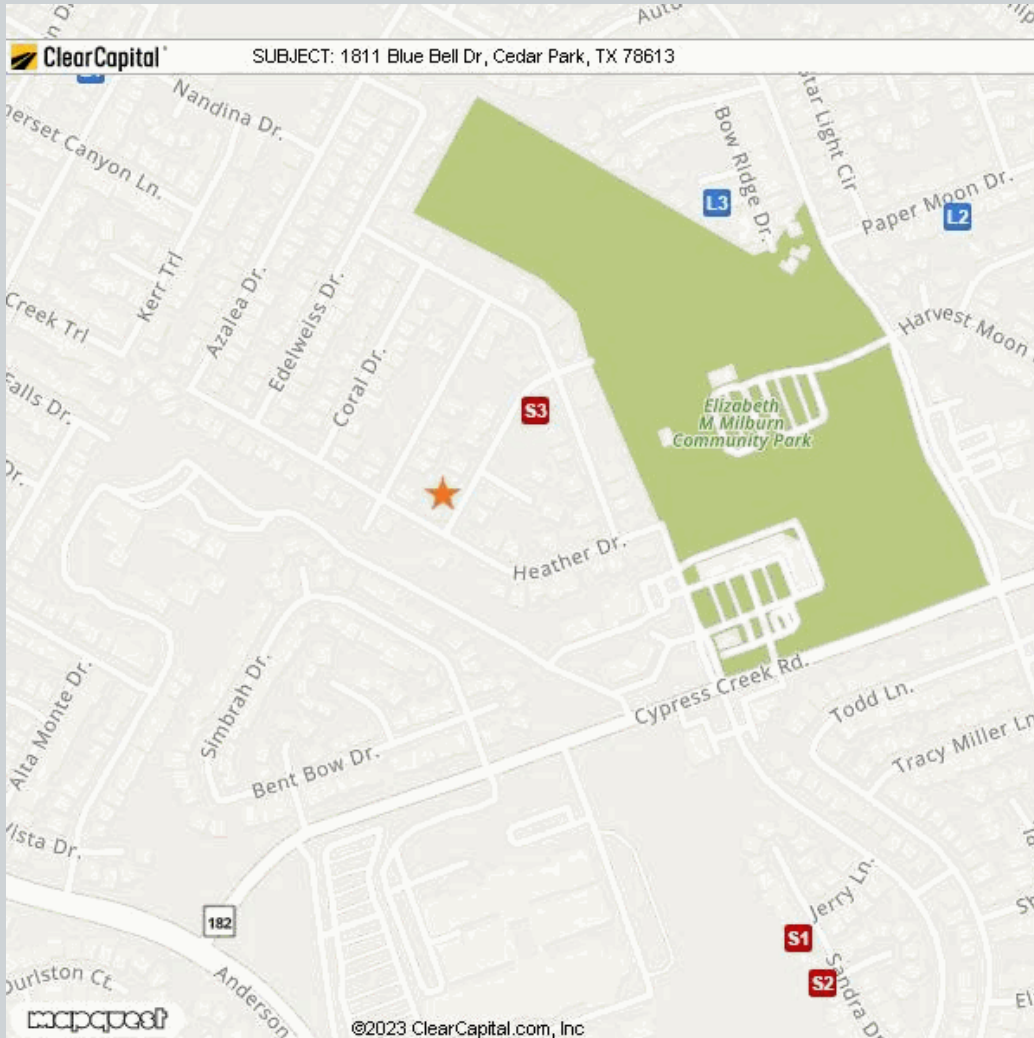 ClearCapital
SUBJECT: 1811 Blue Bell Dr, Cedar Park, TX 78613
Nandina Dr.
Canyon Ln.
Bow Ridge Dr.
Star Light Cir
L3
L2
Paper Moon Dr.
Kerr Trl
Azalea Dr.
Edelweiss Dr.
Creek Trl
Coral Dr.
Harvest Moon
Falls Dr.
Dr.
S3
Elizabeth
M Milburn
Community Park
Heather Dr.
Cypress Creek Rd.
Alta Monte Dr.
Simbrah Dr.
Todd Ln.
Tracy Miller Ln
Bent Bow Dr.
Vista Dr.
182
Jerry Ln.
S1
Sandra Dr
S2
Ct.
Anderson
mapquest
©2023 ClearCapital.com, Inc